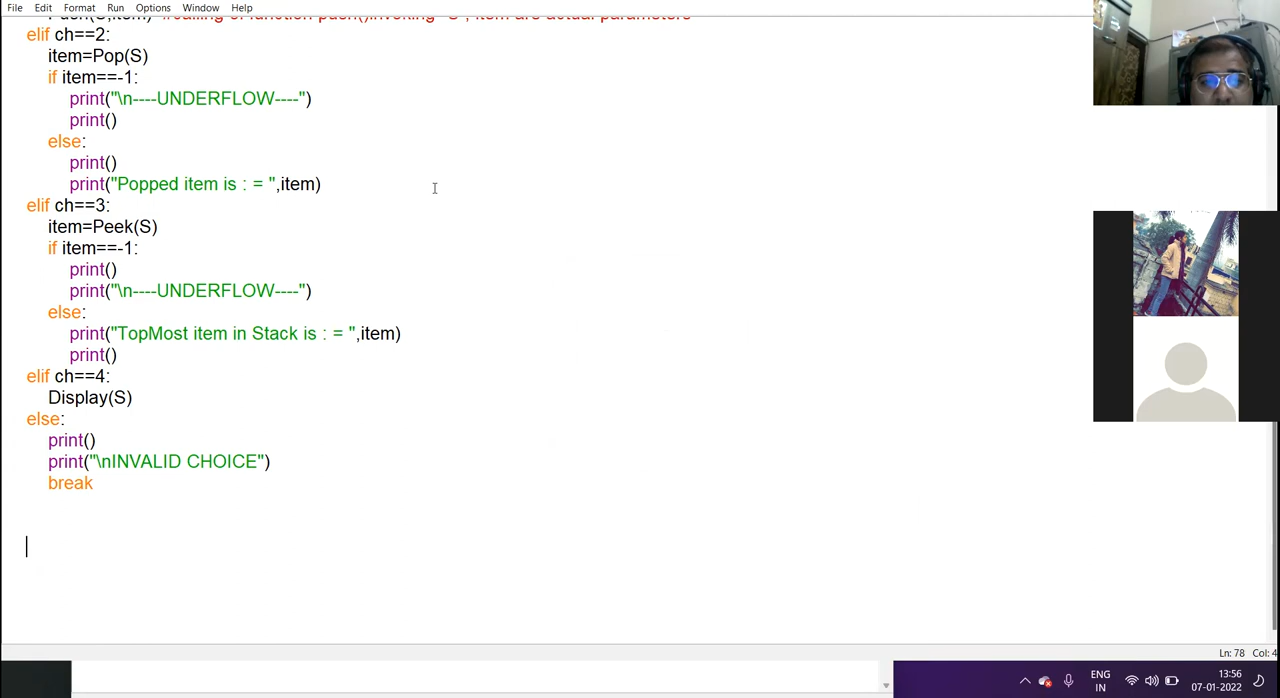 File Edit Format Run Options Window Help
elif ch==2:
item=Pop(S)
if item==-1:
print("\n----UNDERFLOW----")
print()
else:
print()
print("Popped item is : = ",item)
elif ch==3:
item=Peek(S)
if item==-1:
print()
print("\n----UNDERFLOW----")
else:
print("TopMost item in Stack is : = ",item)
print()
elif ch==4:
Display(S)
else:
print()
print("\nINVALID CHOICE")
break
Ln: 78 Col: 4
ENG
IN
13:56
07-01-2022